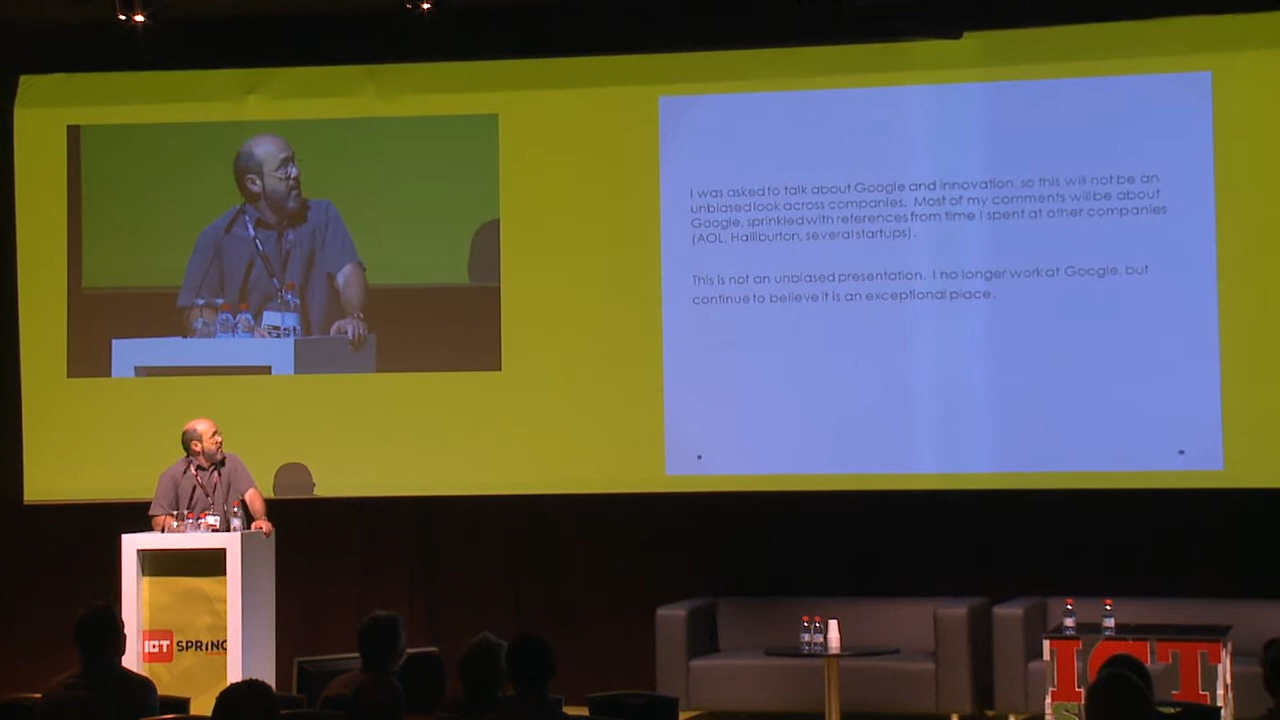 I was asked to talk about Google and innovation, so this will not be an
unbiased look across companies. Most of my comments will be about
Google, sprinkled with references from time I spent at other companies
(AOL, Halliburton, several startups).
This is not an unbiased presentation. I no longer work at Google, but
continue to believe it is an exceptional place.
ICT SPRING
ICT